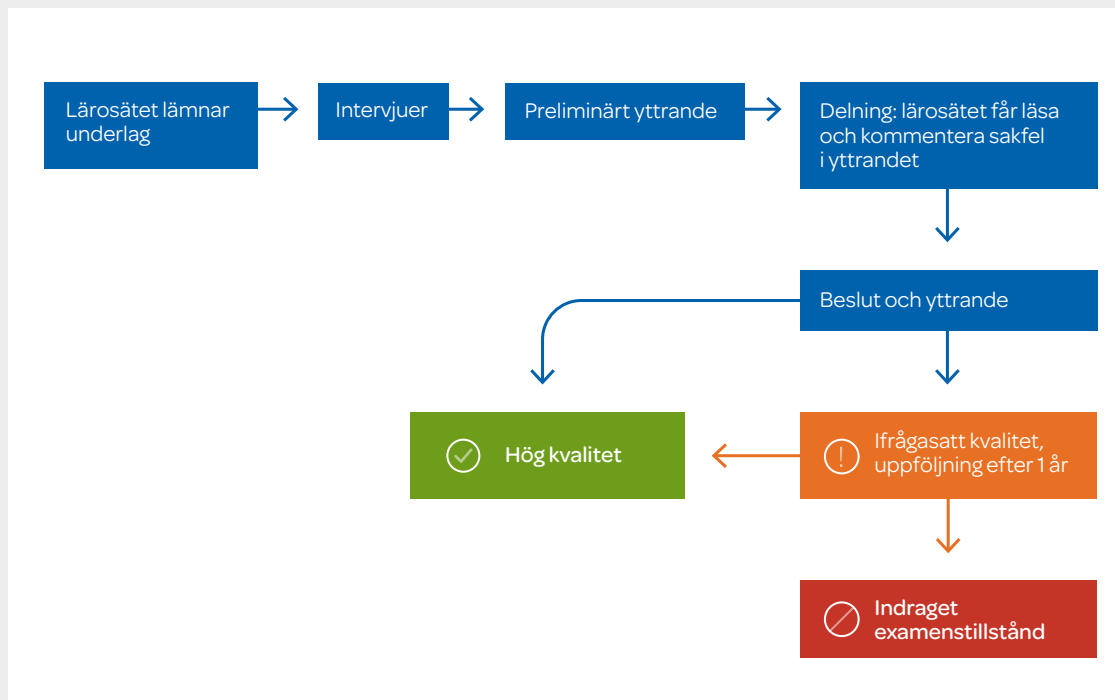 Lärosätet lämnar
underlag
Intervjuer
Preliminärt yttrande
Delning: lärosätet får läsa
och kommentera sakfel
i yttrandet
Beslut och yttrande
Hög kvalitet
Ifrågasatt kvalitet,
uppföljning efter 1 år
Indraget
examenstillstånd